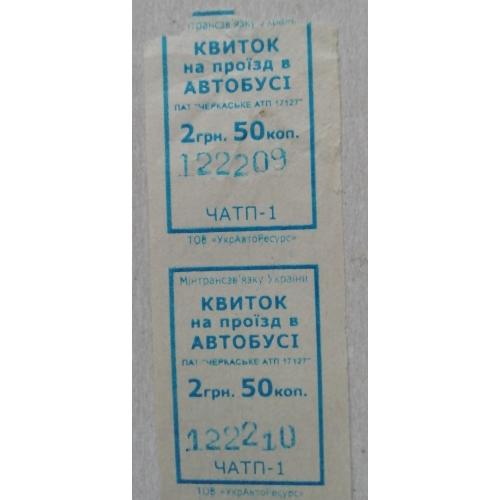 Мінтрансзв'язку Україні
КВИТОК
на проїзд в
АВТОБУСІ
ПАТ "ЧЕРКАСЬКЕ АТП 17127"
2грн. 50коп.
122209
ЧАТП-1
ТОВ «УкрАвтоРесурс»
Мінтрансзв'язку України
КВИТОК
на проїзд в
АВТОБУСІ
ПАТ "ЧЕРКАСЬКЕ АТП 17127"
2грн. 50коп.
122210
ЧАТП-1
ТОВ «УкрАвтоРесурс»